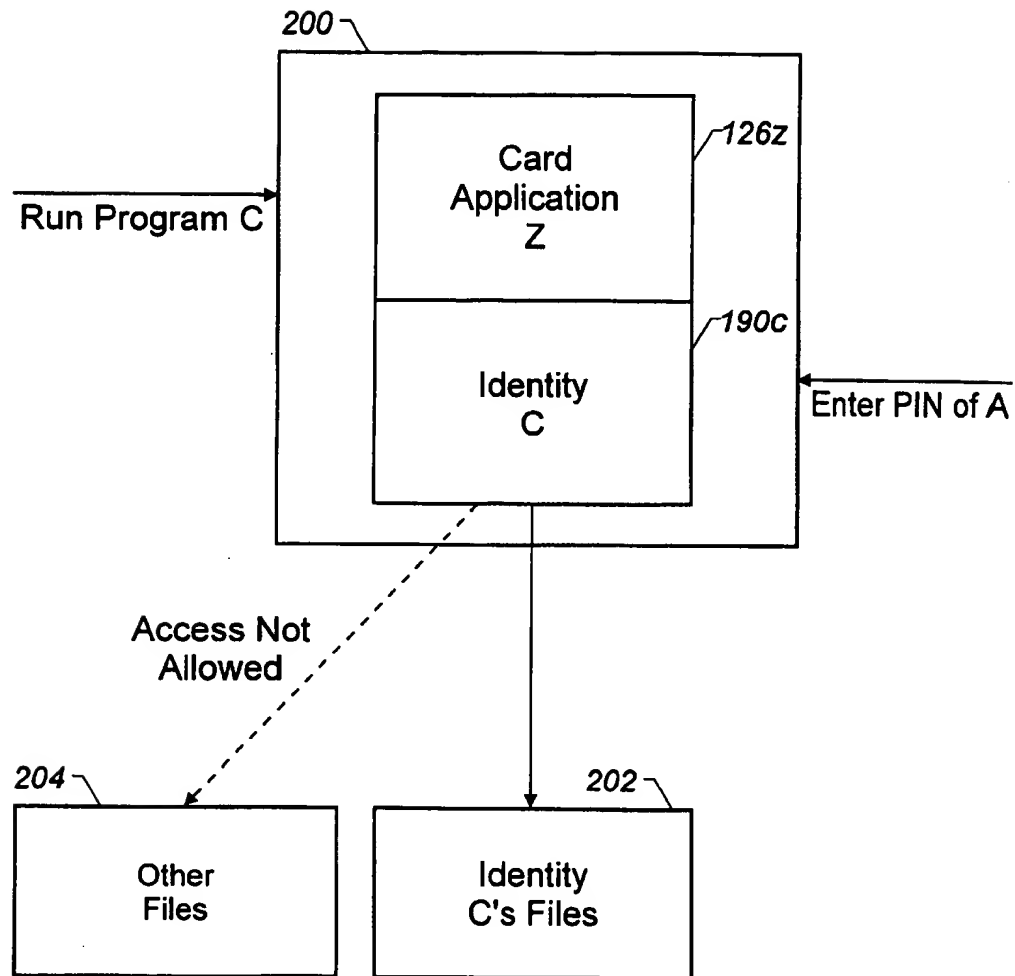 200
Card
Application
Z
126z
Run Program C
190c
Identity
C
Enter PIN of A
Access Not
Allowed
204
Other
Files
202
Identity
C's Files